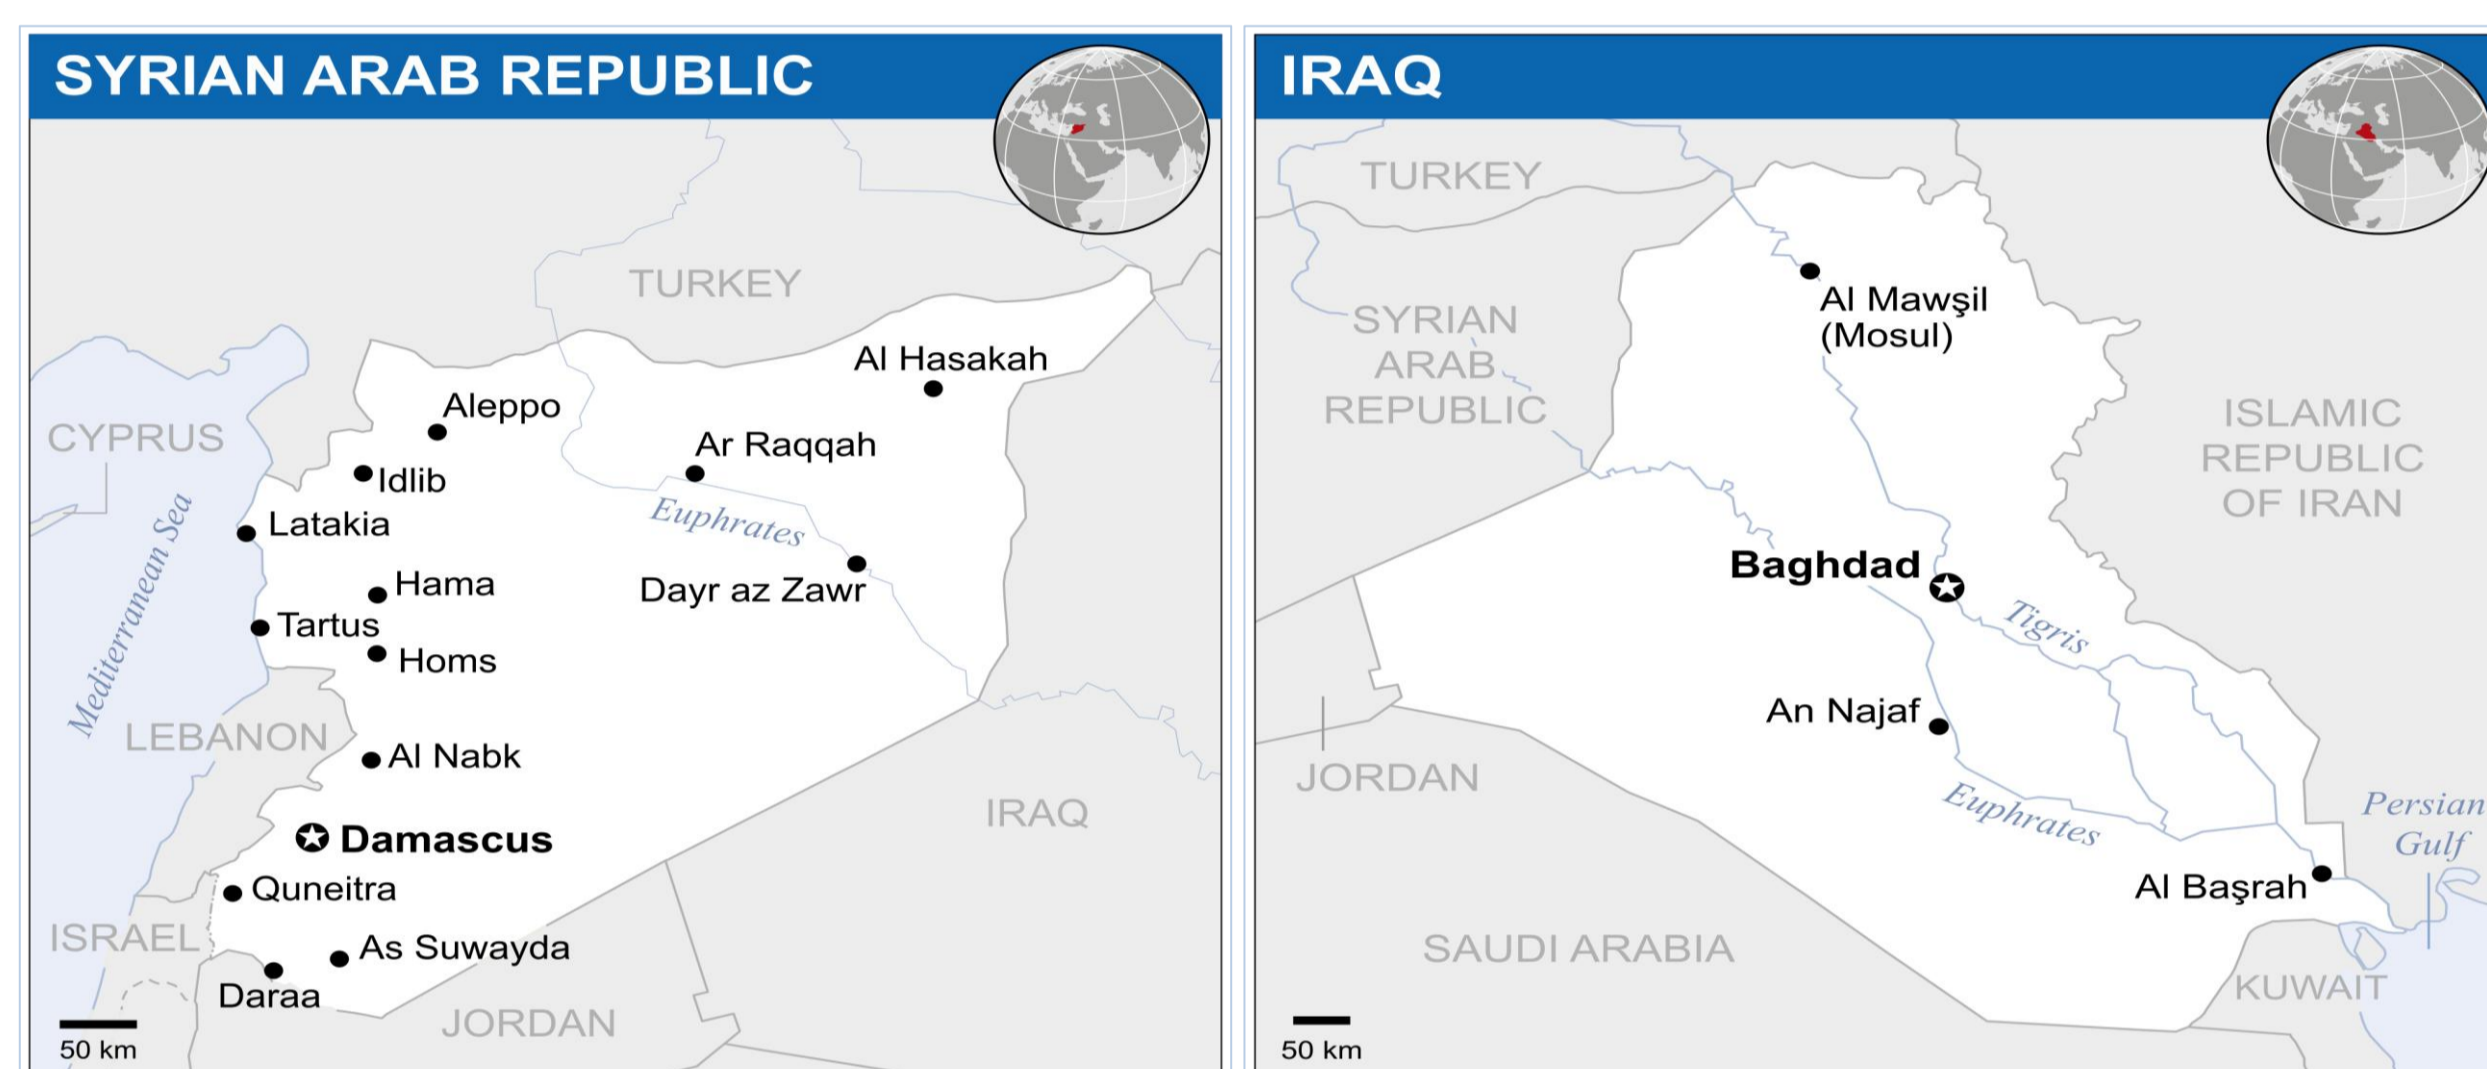 SYRIAN ARAB REPUBLIC
TURKEY
Al Hasakah
Aleppo
CYPRUS
Ar Raqqah
Idlib
Euphrates
Latakia
Mediterranean Sea
Hama
Dayr az Zawr
Tartus
Homs
LEBANON
Al Nabk
IRAQ
Damascus
Quneitra
ISRAEL
As Suwayda
Daraa
JORDAN
50 km
IRAQ
TURKEY
Al Mawşil
(Mosul)
SYRIAN
ARAB
REPUBLIC
ISLAMIC
REPUBLIC
OF IRAN
Baghdad
Tigris
An Najaf
JORDAN
Euphrates
Persian
Gulf
Al Başrah
SAUDI ARABIA
KUWAIT
50 km